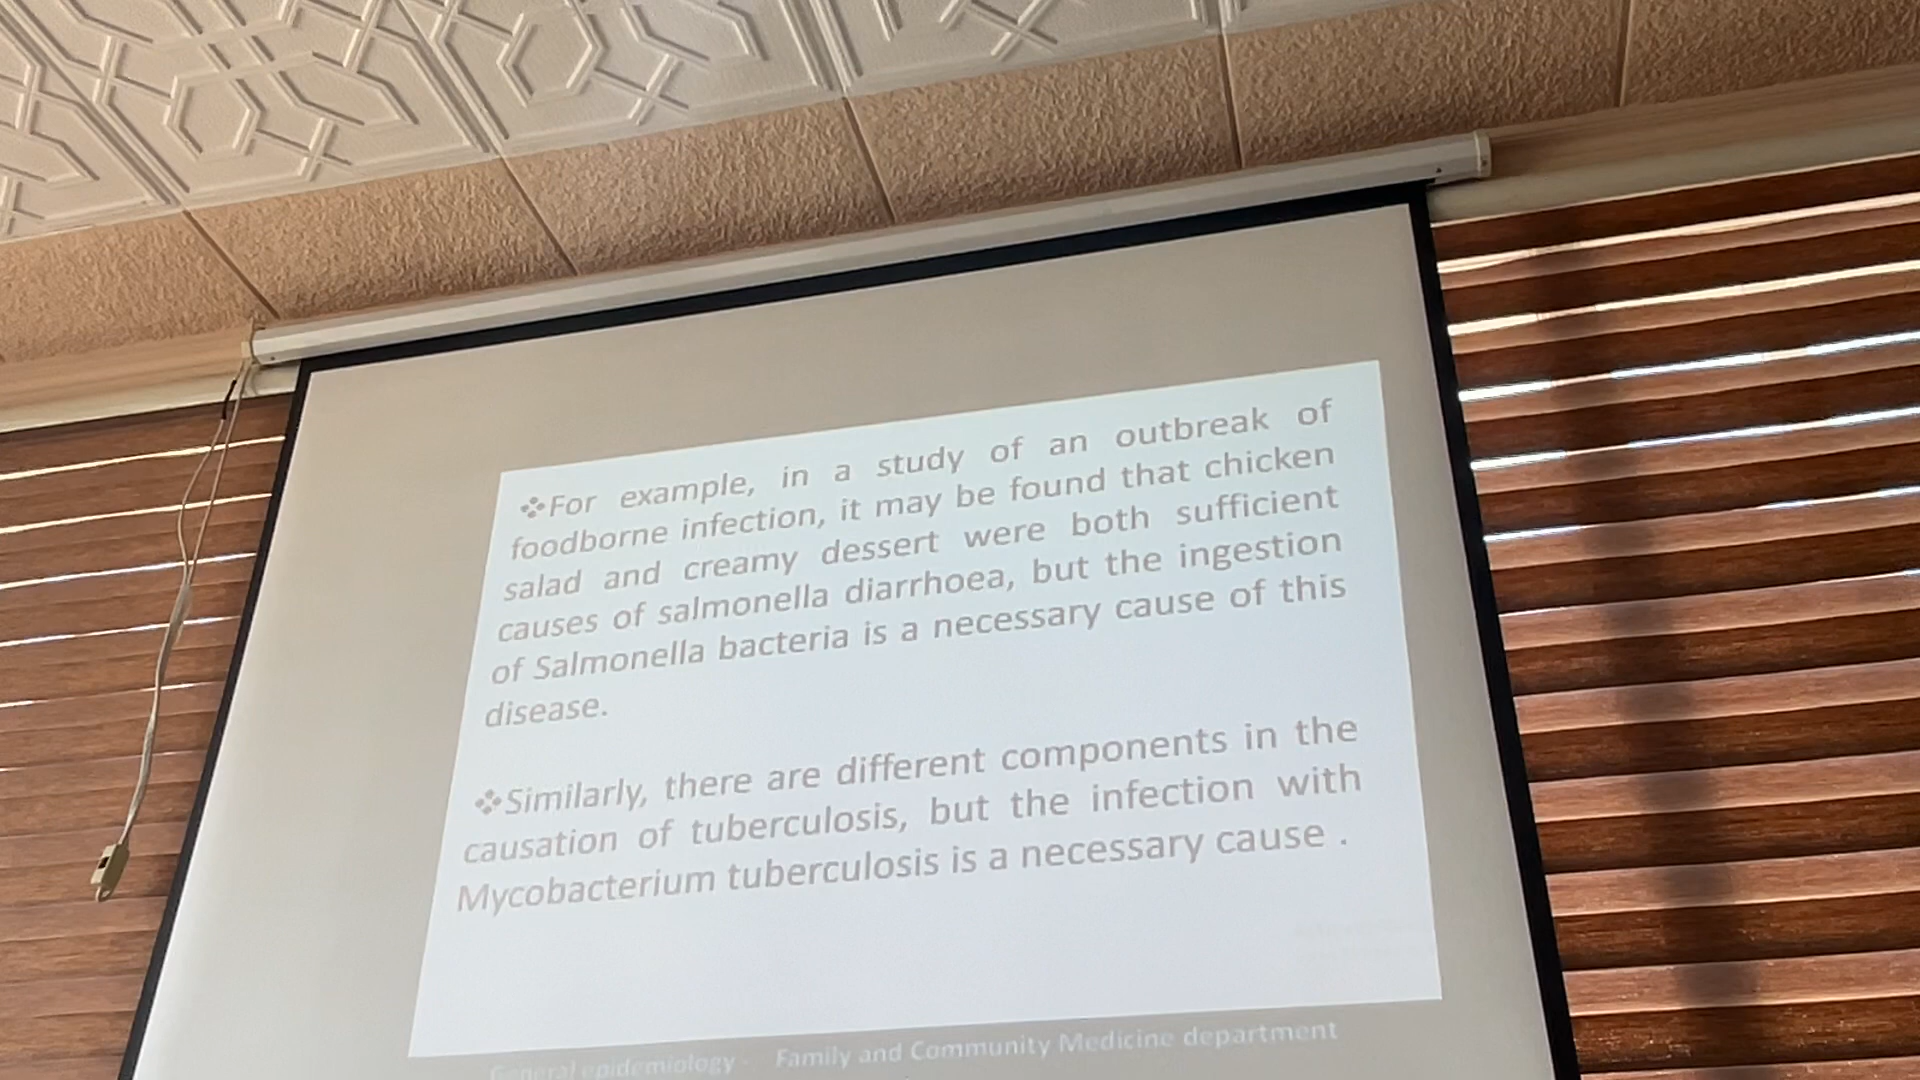 ❖For example, in a study of an outbreak of
foodborne infection, it may be found that chicken
salad and creamy dessert were both sufficient
causes of salmonella diarrhoea, but the ingestion
of Salmonella bacteria is a necessary cause of this
disease.
❖Similarly, there are different components in the
causation of tuberculosis, but the infection with
Mycobacterium tuberculosis is a necessary cause .
General epidemiology - Family and Community Medicine department